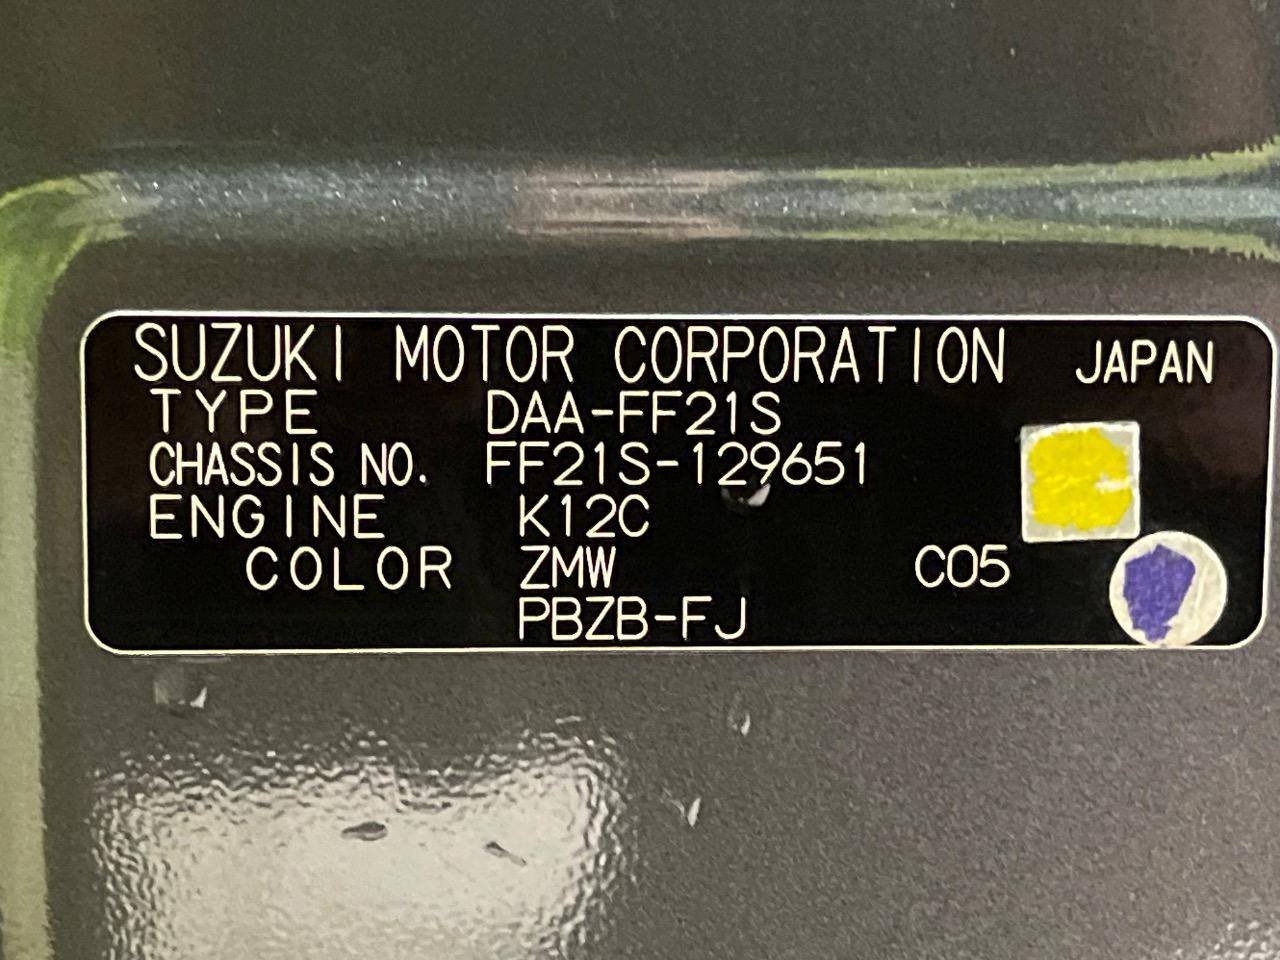 SUZUKI MOTOR CORPORATION JAPAN
TYPE DAA-FF21S
CHASSIS NO. FF21S-129651
ENGINE K12C
COLOR ZMW C05
PBZB-FJ